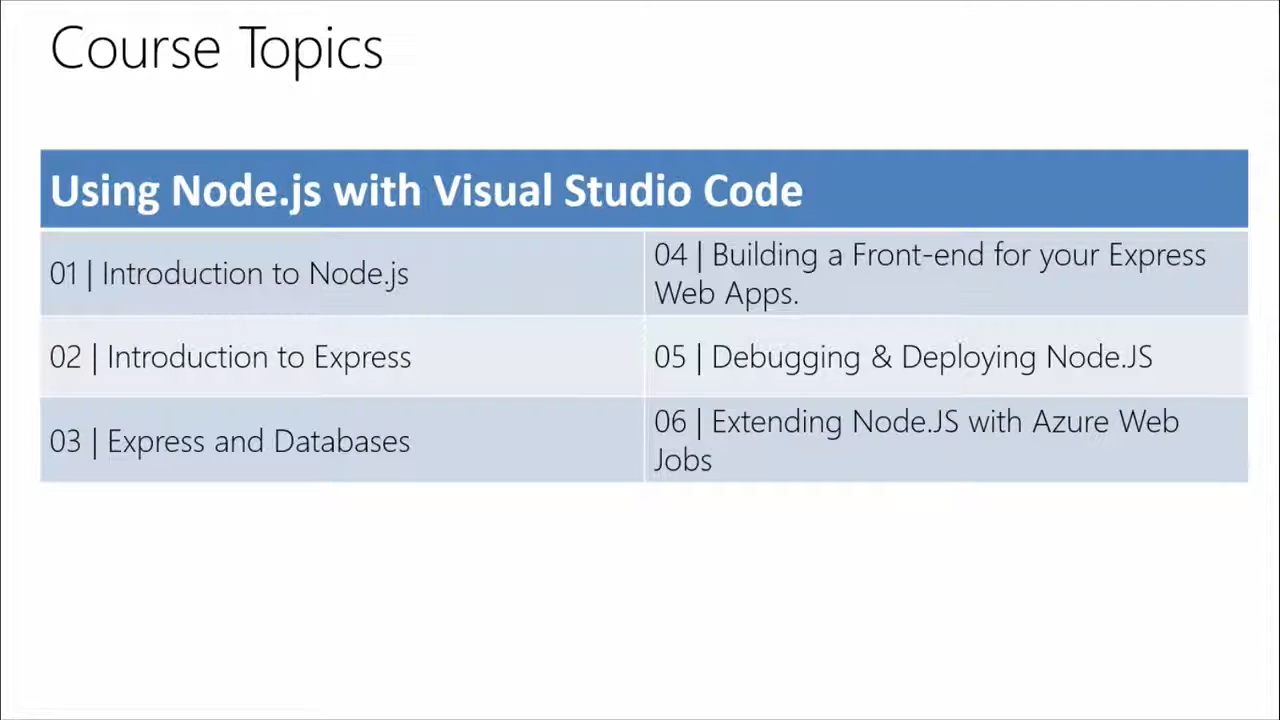 Course Topics
Using Node.js with Visual Studio Code
01 | Introduction to Node.js
02 | Introduction to Express
03 | Express and Databases
04 | Building a Front-end for your Express
Web Apps.
05 | Debugging & Deploying Node.JS
06 | Extending Node.JS with Azure Web
Jobs